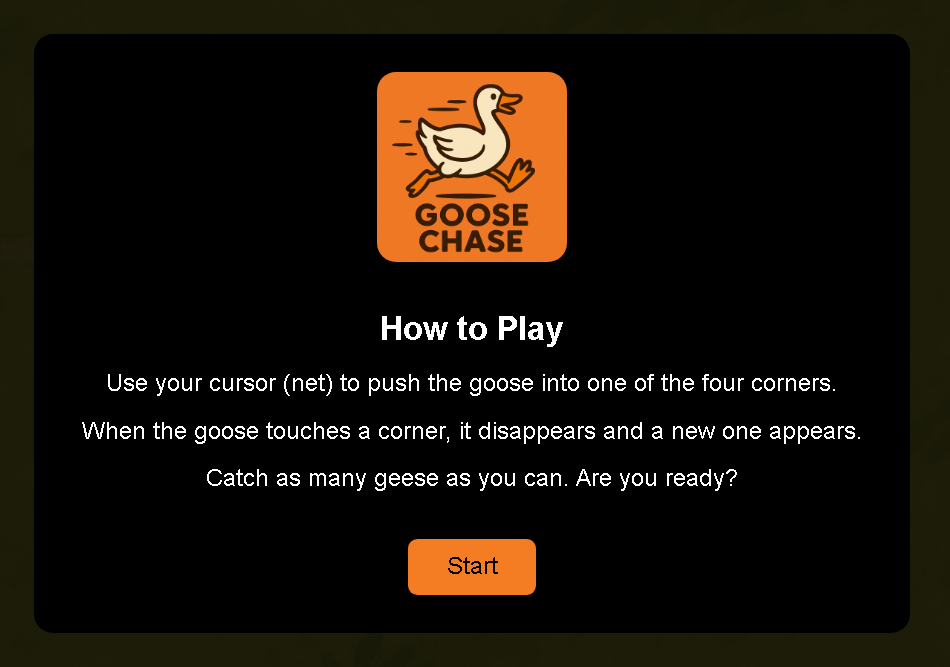 GOOSE
CHASE
How to Play
Use your cursor (net) to push the goose into one of the four corners.
When the goose touches a corner, it disappears and a new one appears.
Catch as many geese as you can. Are you ready?
Start